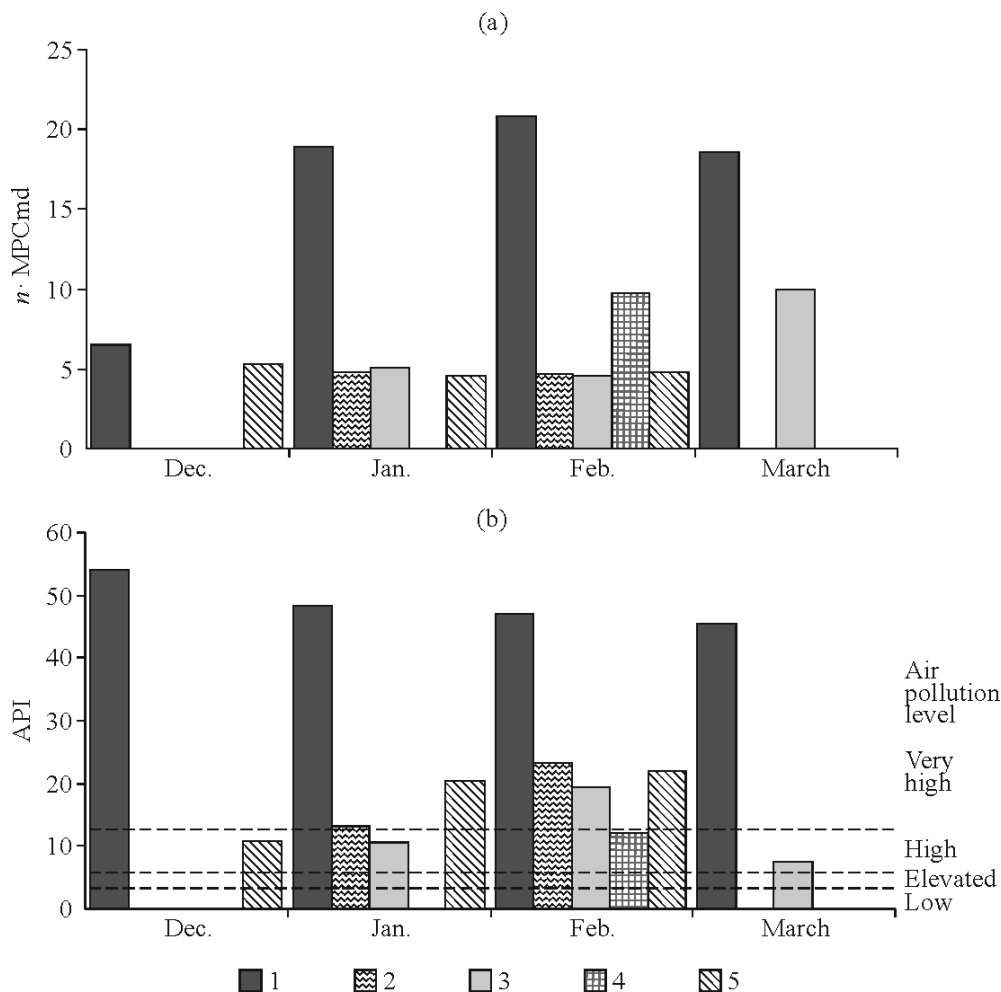 (a)
25
20
15
10
5
0
n· MPCmd
Dec. Jan. Feb. March
(b)
60
50
40
30
20
10
0
API
Air
pollution
level
Very
high
High
Elevated
Low
Dec. Jan. Feb. March
1 2 3 4 5